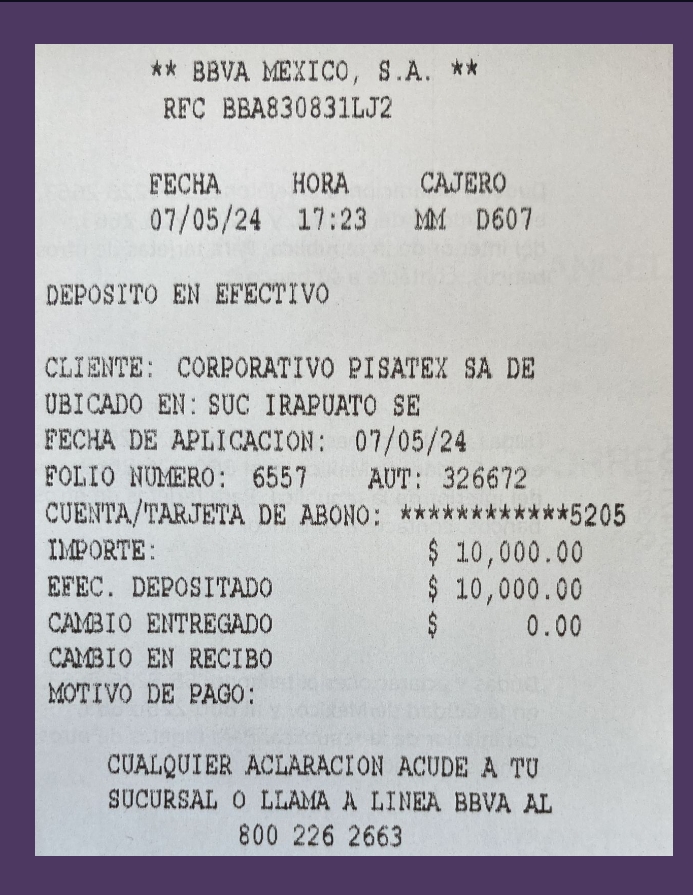 ** BBVA MEXICO, S.A. **
RFC BBA830831LJ2
FECHA HORA CAJERO
07/05/24 17:23 MM D607
DEPOSITO EN EFECTIVO
CLIENTE: CORPORATIVO PISATEX SA DE
UBICADO EN: SUC IRAPUATO SE
FECHA DE APLICACION: 07/05/24
FOLIO NUMERO: 6557 AUT: 326672
CUENTA/TARJETA DE ABONO: ************5205
IMPORTE: $ 10,000.00
EFEC. DEPOSITADO $ 10,000.00
CAMBIO ENTREGADO $ 0.00
CAMBIO EN RECIBO
MOTIVO DE PAGO:
CUALQUIER ACLARACION ACUDE A TU
SUCURSAL O LLAMA A LINEA BBVA AL
800 226 2663